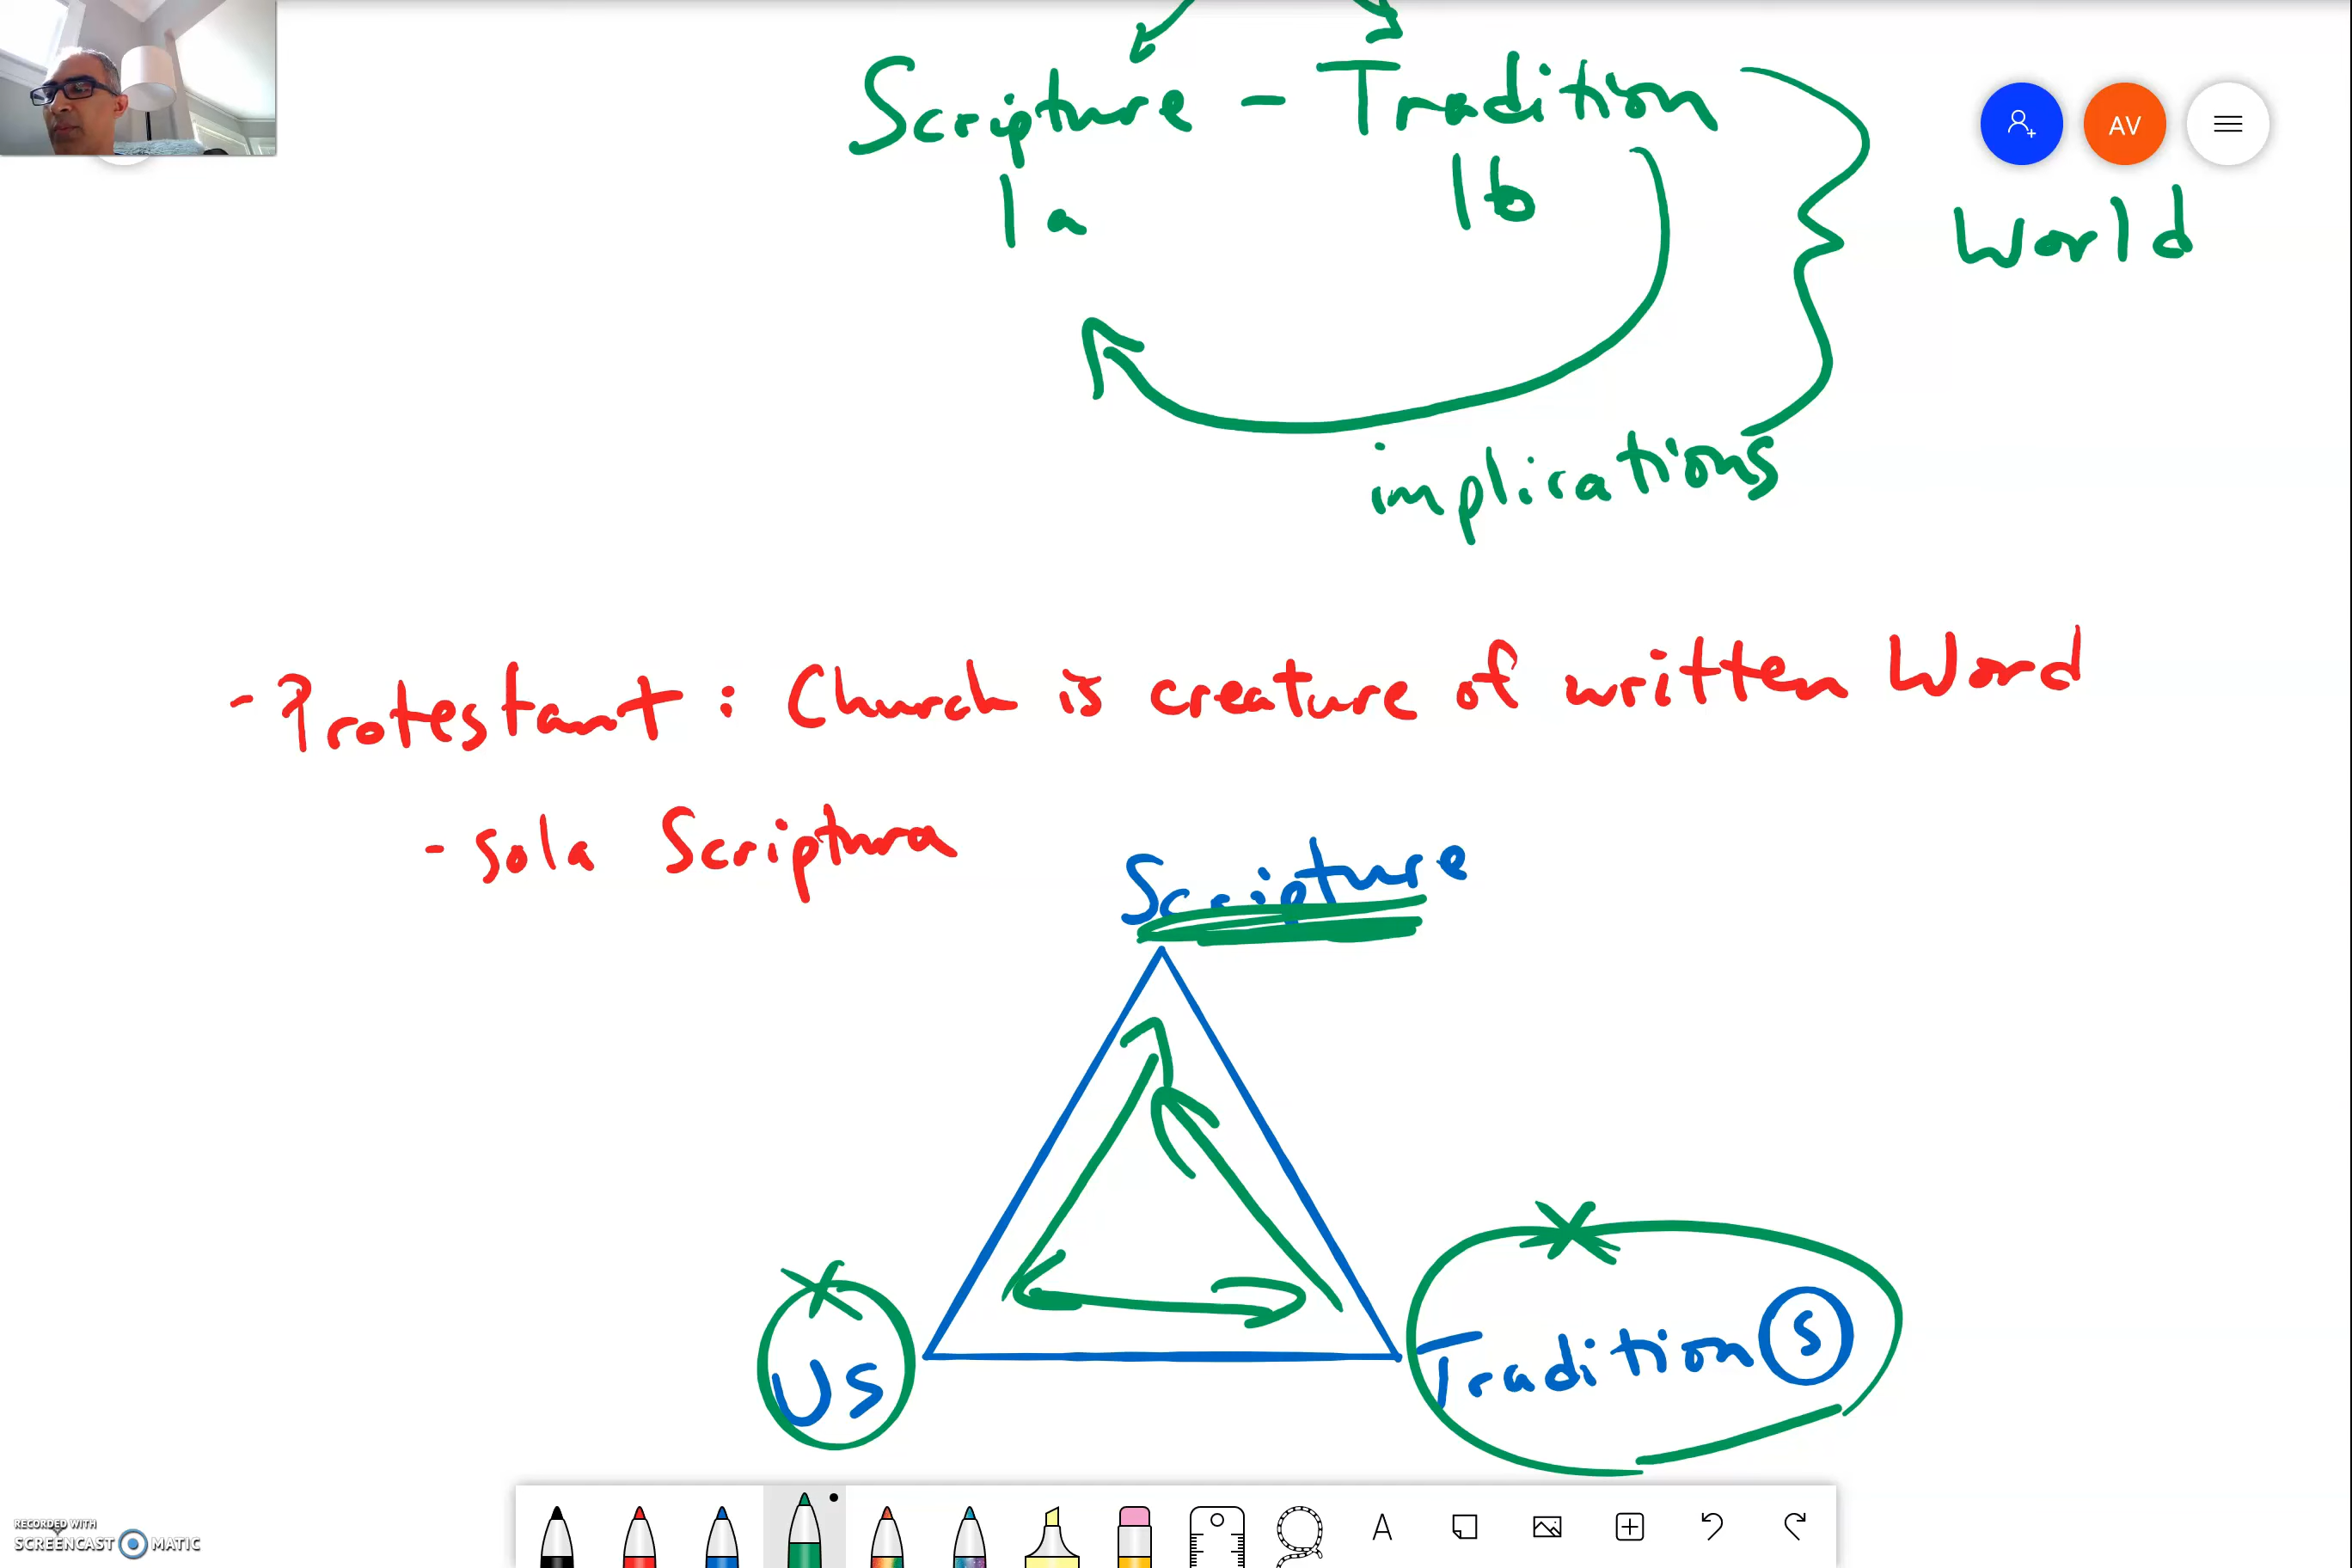 Scripture - Tradition
1a
1b
AV
World
implications
- Protestant : Church is creature of written Word
- sola Scriptura
Scripture
US
Tradition S
A
RECORDED WITH
SCREENCAST MATIC